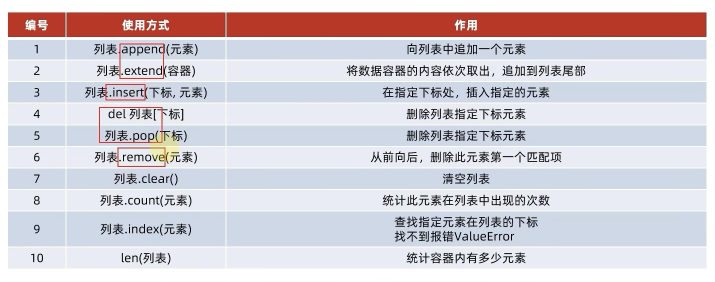 编号 使用方式 作用
1 列表.append(元素) 向列表中追加一个元素
2 列表.extend(容器) 将数据容器的内容依次取出，追加到列表尾部
3 列表.insert(下标, 元素) 在指定下标处，插入指定的元素
4 del 列表[下标] 删除列表指定下标元素
5 列表.pop(下标) 删除列表指定下标元素
6 列表.remove(元素) 从前向后，删除此元素第一个匹配项
7 列表.clear() 清空列表
8 列表.count(元素) 统计此元素在列表中出现的次数
9 列表.index(元素) 查找指定元素在列表的下标
找不到报错ValueError
10 len(列表) 统计容器内有多少元素